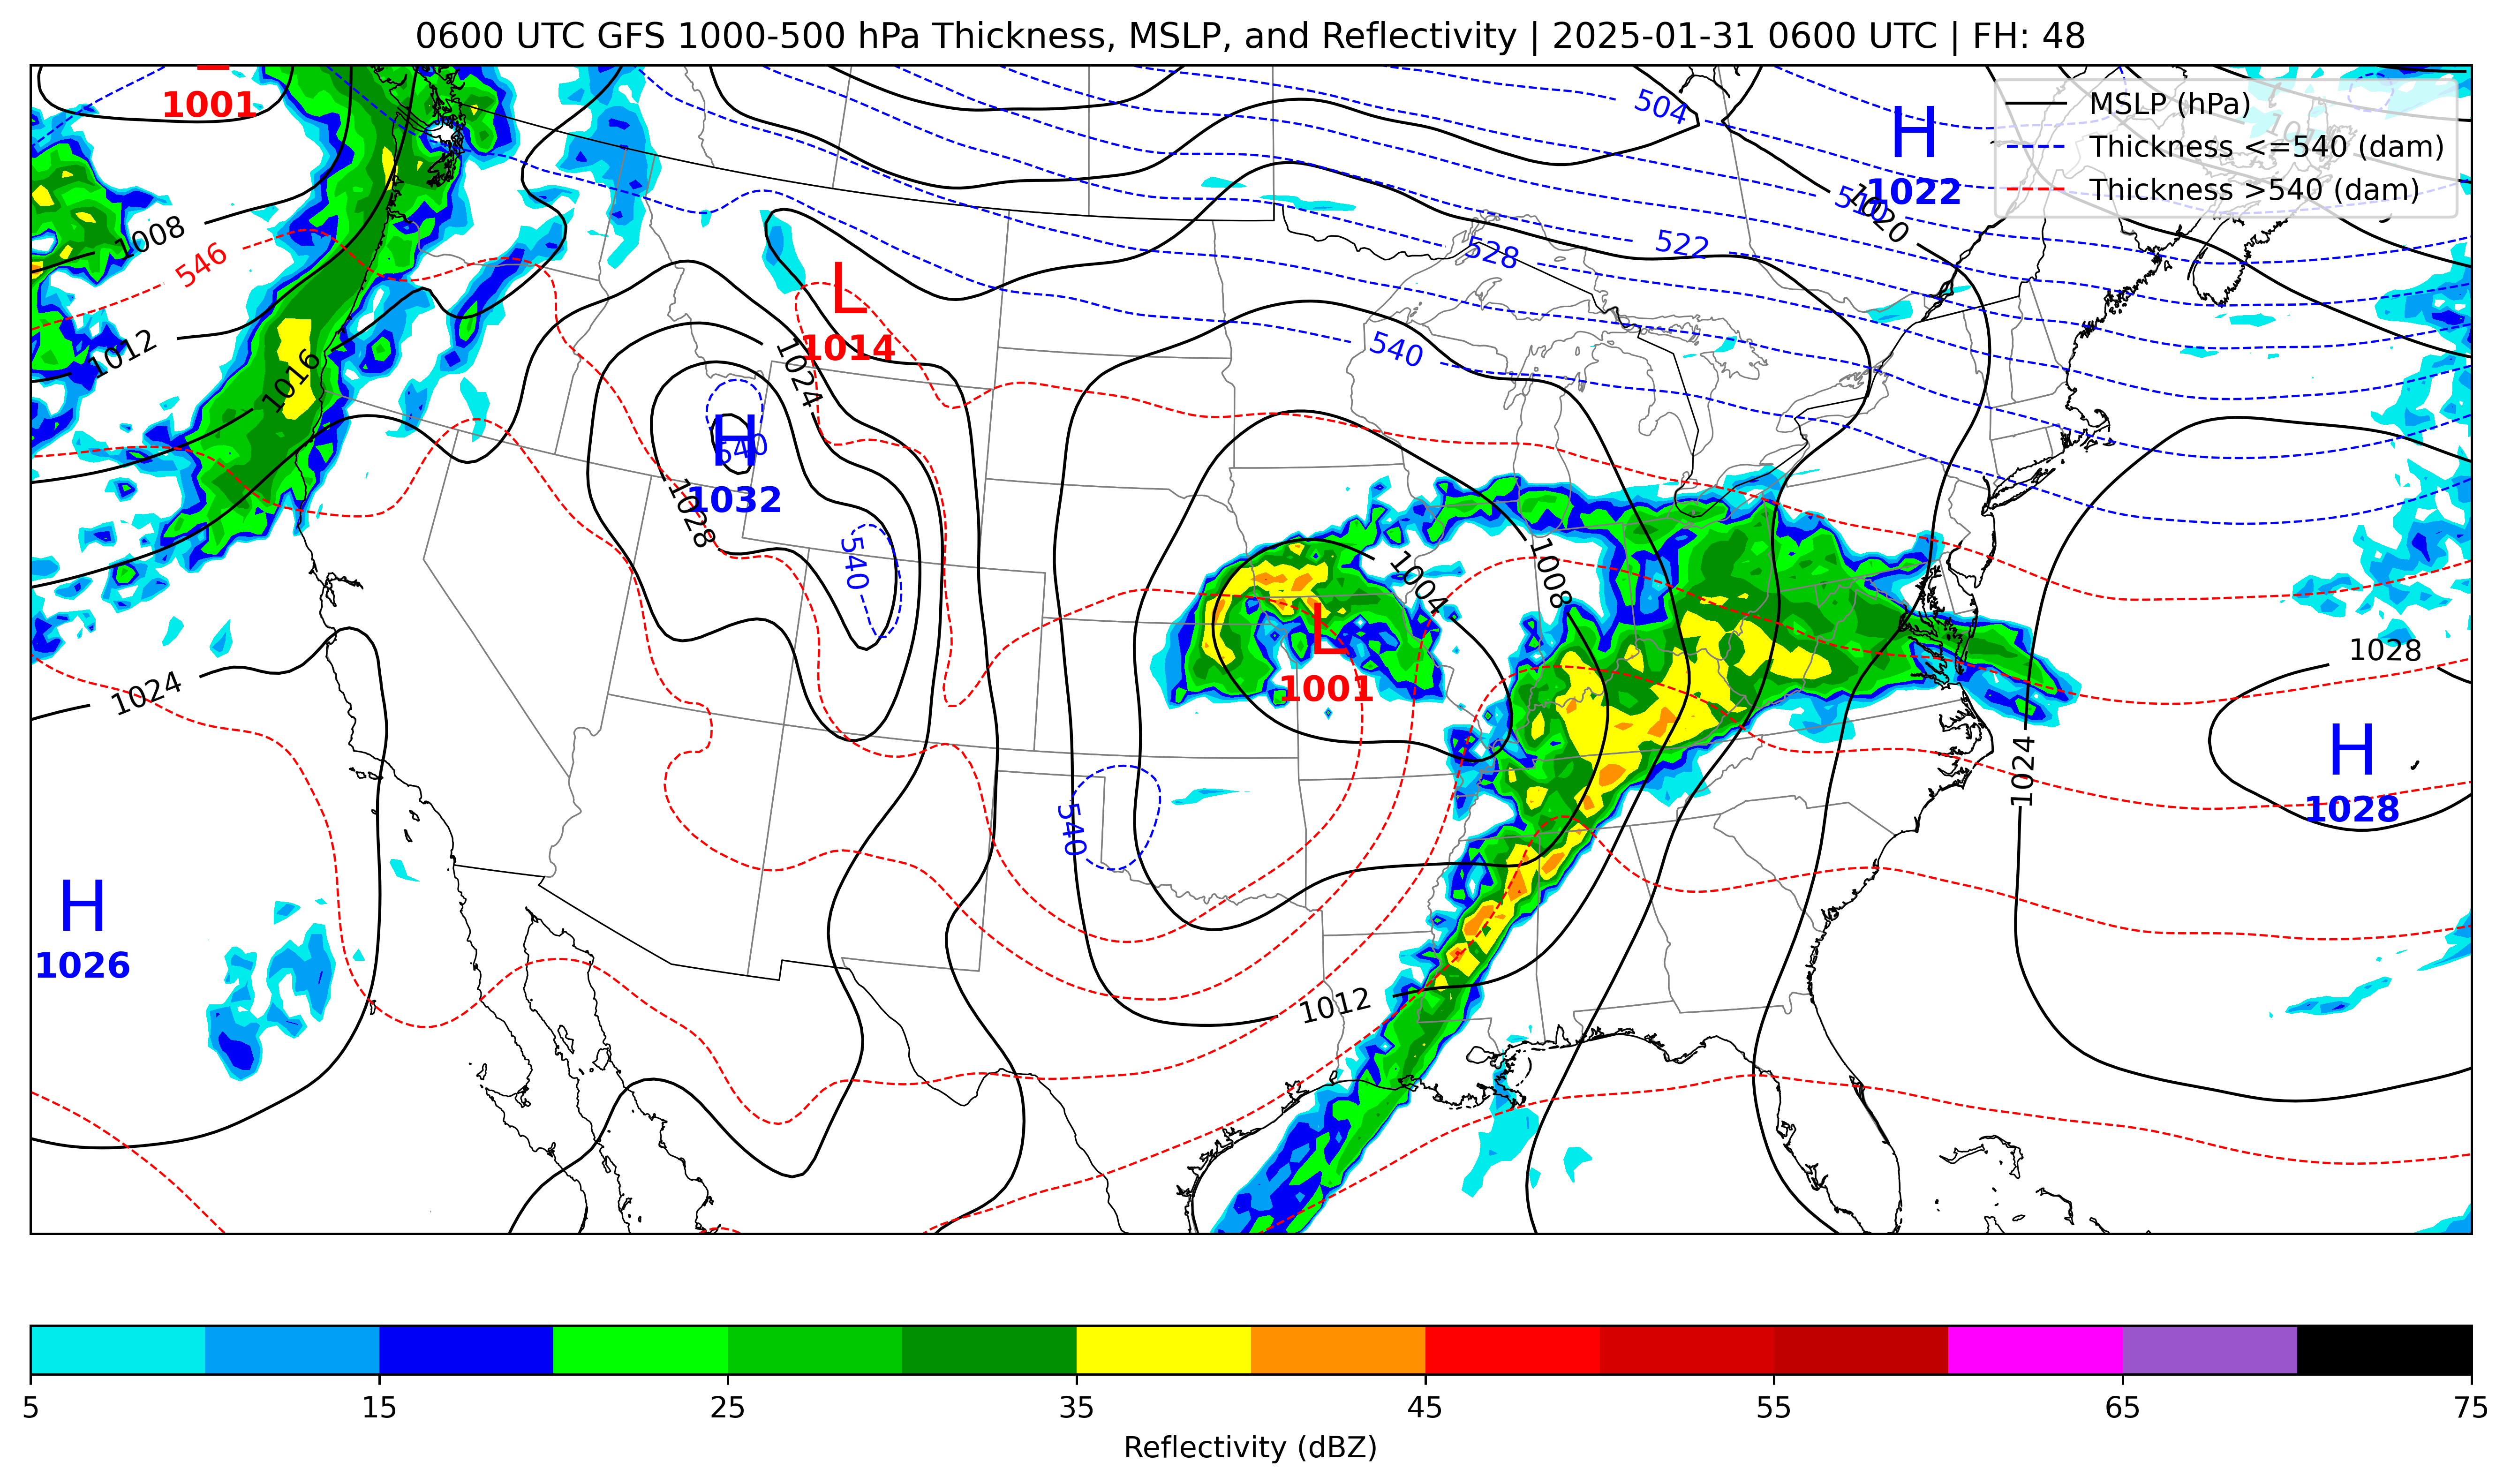 0600 UTC GFS 1000-500 hPa Thickness, MSLP, and Reflectivity | 2025-01-31 0600 UTC | FH: 48
L
1001
504
H
1022
510
1020
MSLP (hPa)
Thickness <=540 (dam)
Thickness >540 (dam)
1008
546
528
522
L
1014
1012
1016
1024
540
H
540
1032
1028
540
1004
1008
L
1001
1028
1024
H
1028
1024
540
H
1026
1012
5 15 25 35 45 55 65 75
Reflectivity (dBZ)